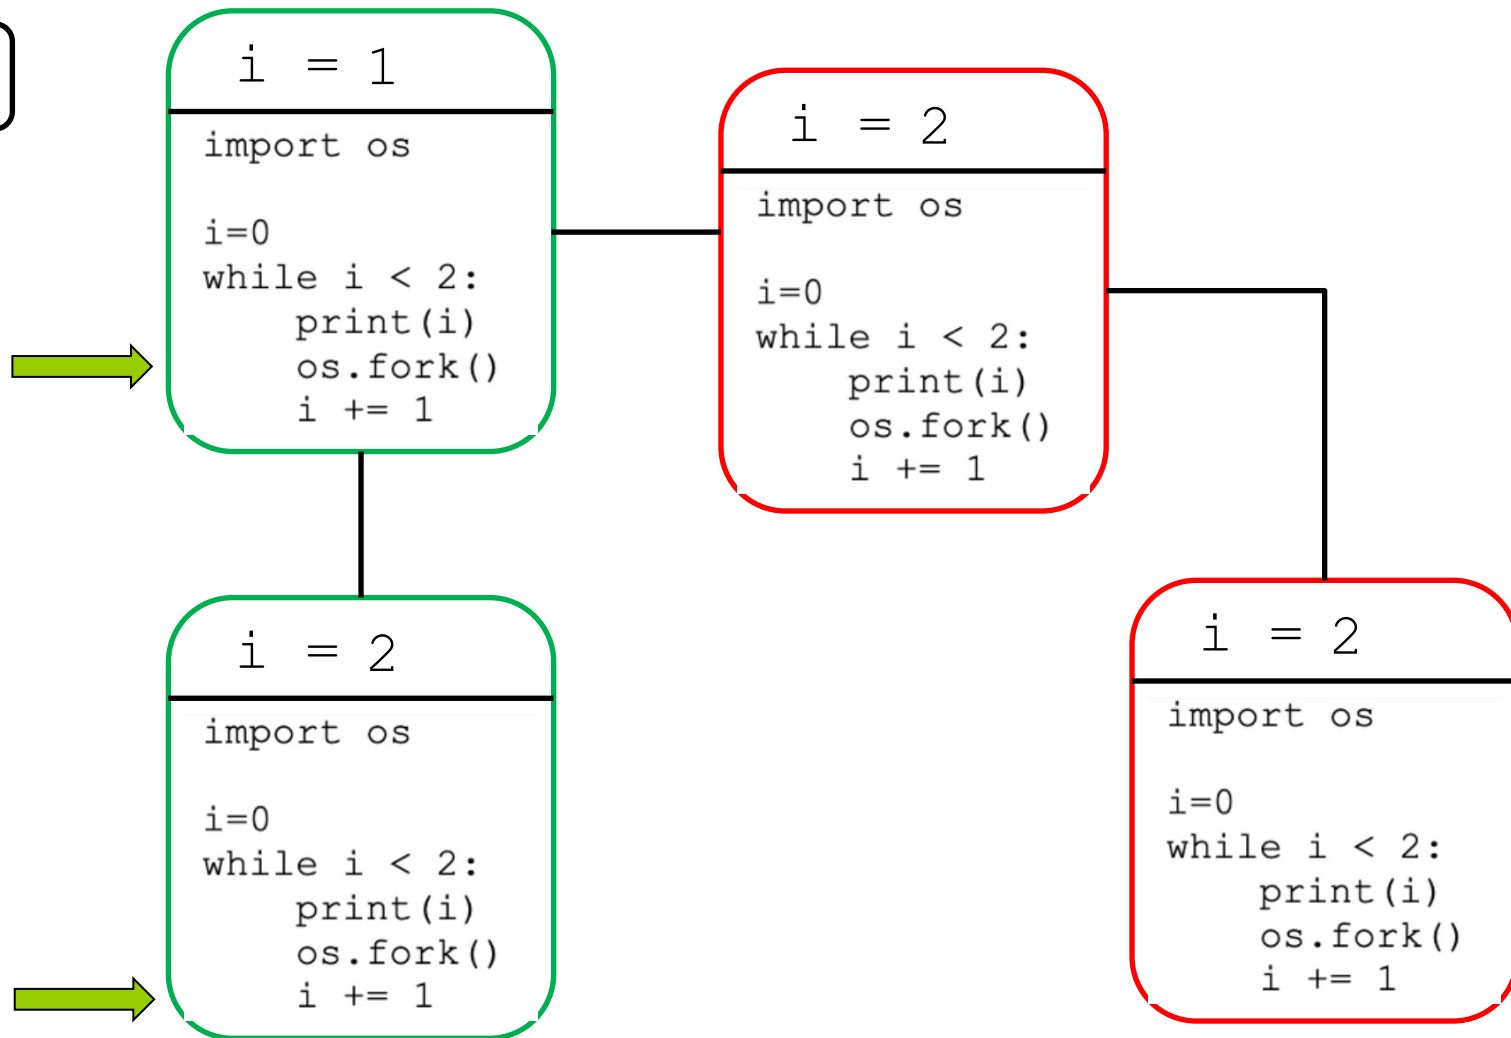 i = 1
import os
i=0
while i < 2:
print(i)
os.fork()
i += 1
i = 2
import os
i=0
while i < 2:
print(i)
os.fork()
i += 1
i = 2
import os
i=0
while i < 2:
print(i)
os.fork()
i += 1
i = 2
import os
i=0
while i < 2:
print(i)
os.fork()
i += 1